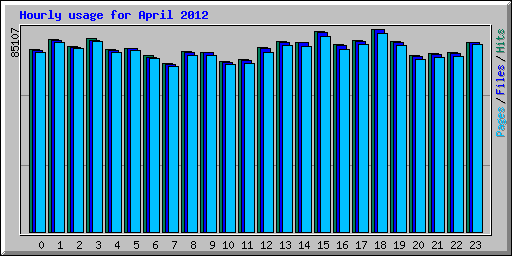 Hourly usage for April 2012
85107
Pages/Files/Hits
0 1 2 3 4 5 6 7 8 9 10 11 12 13 14 15 16 17 18 19 20 21 22 23